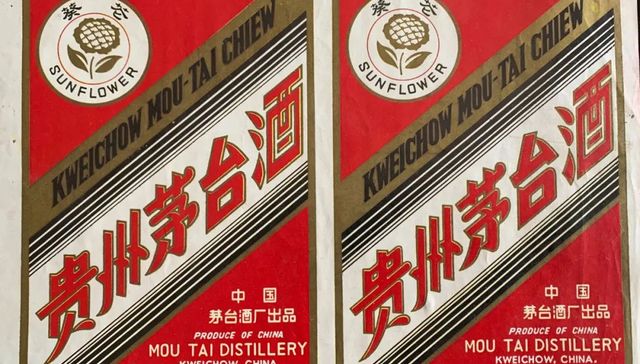 葵花
SUNFLOWER
KWEICHOW MOU-TAI CHIEW
贵州茅台酒
中国
茅台酒厂出品
PRODUCE OF CHINA
MOU TAI DISTILLERY
KWEICHOW, CHINA.
葵花
SUNFLOWER
KWEICHOW MOU-TAI CHIEW
贵州茅台酒
中国
茅台酒厂出品
PRODUCE OF CHINA
MOU TAI DISTILLERY
KWEICHOW, CHINA.